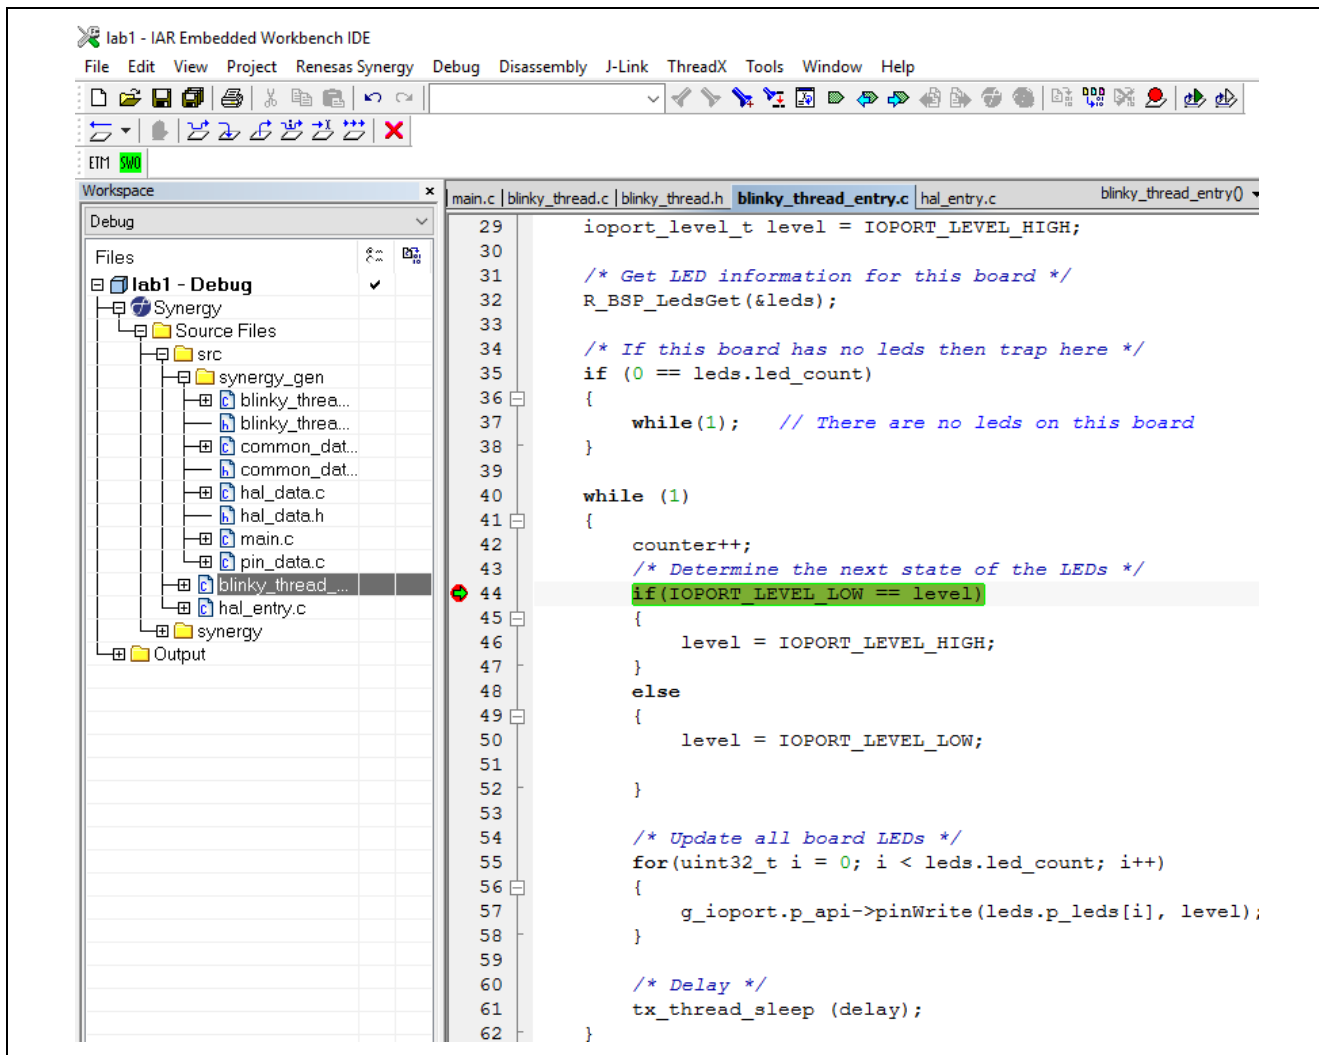 lab1 - IAR Embedded Workbench IDE
File Edit View Project Renesas Synergy Debug Disassembly J-Link ThreadX Tools Window Help
ETM SWO
Workspace
Debug
Files
lab1 - Debug
Synergy
Source Files
src
synergy_gen
blinky_threa...
blinky_threa...
common_dat...
common_dat...
hal_data.c
hal_data.h
main.c
pin_data.c
blinky_thread_...
hal_entry.c
synergy
Output
main.c blinky_thread.c blinky_thread.h blinky_thread_entry.c hal_entry.c blinky_thread_entry()
29 ioport_level_t level = IOPORT_LEVEL_HIGH;
30
31 /* Get LED information for this board */
32 R_BSP_LedsGet(&leds);
33
34 /* If this board has no leds then trap here */
35 if (0 == leds.led_count)
36 {
37 while(1); // There are no leds on this board
38 }
39
40 while (1)
41 {
42 counter++;
43 /* Determine the next state of the LEDs */
44 if(IOPORT_LEVEL_LOW == level)
45 {
46 level = IOPORT_LEVEL_HIGH;
47 }
48 else
49 {
50 level = IOPORT_LEVEL_LOW;
51
52 }
53
54 /* Update all board LEDs */
55 for(uint32_t i = 0; i < leds.led_count; i++)
56 {
57 g_ioport.p_api->pinWrite(leds.p_leds[i], level);
58 }
59
60 /* Delay */
61 tx_thread_sleep (delay);
62 }